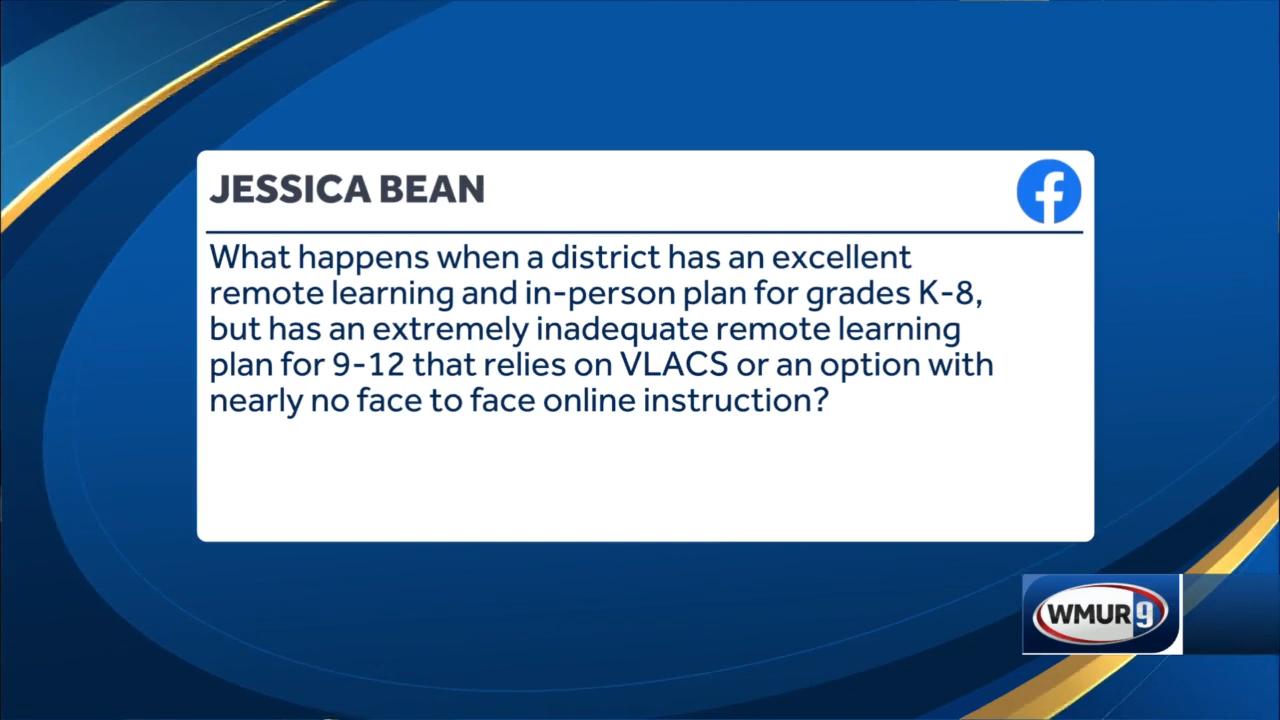 JESSICA BEAN
What happens when a district has an excellent
remote learning and in-person plan for grades K-8,
but has an extremely inadequate remote learning
plan for 9-12 that relies on VLACS or an option with
nearly no face to face online instruction?
WMUR 9